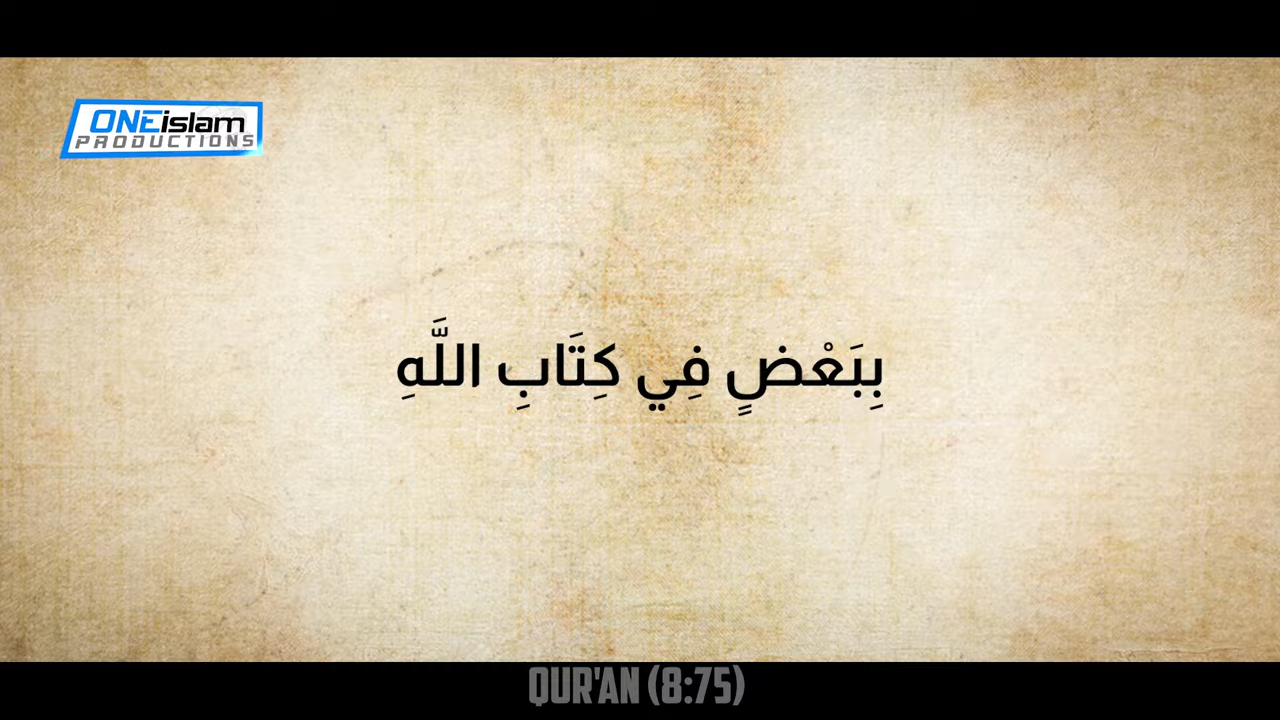 ONEislam
PRODUCTIONS
بِبَعْضٍ فِي كِتَابِ اللَّهِ
QUR'AN (8:75)